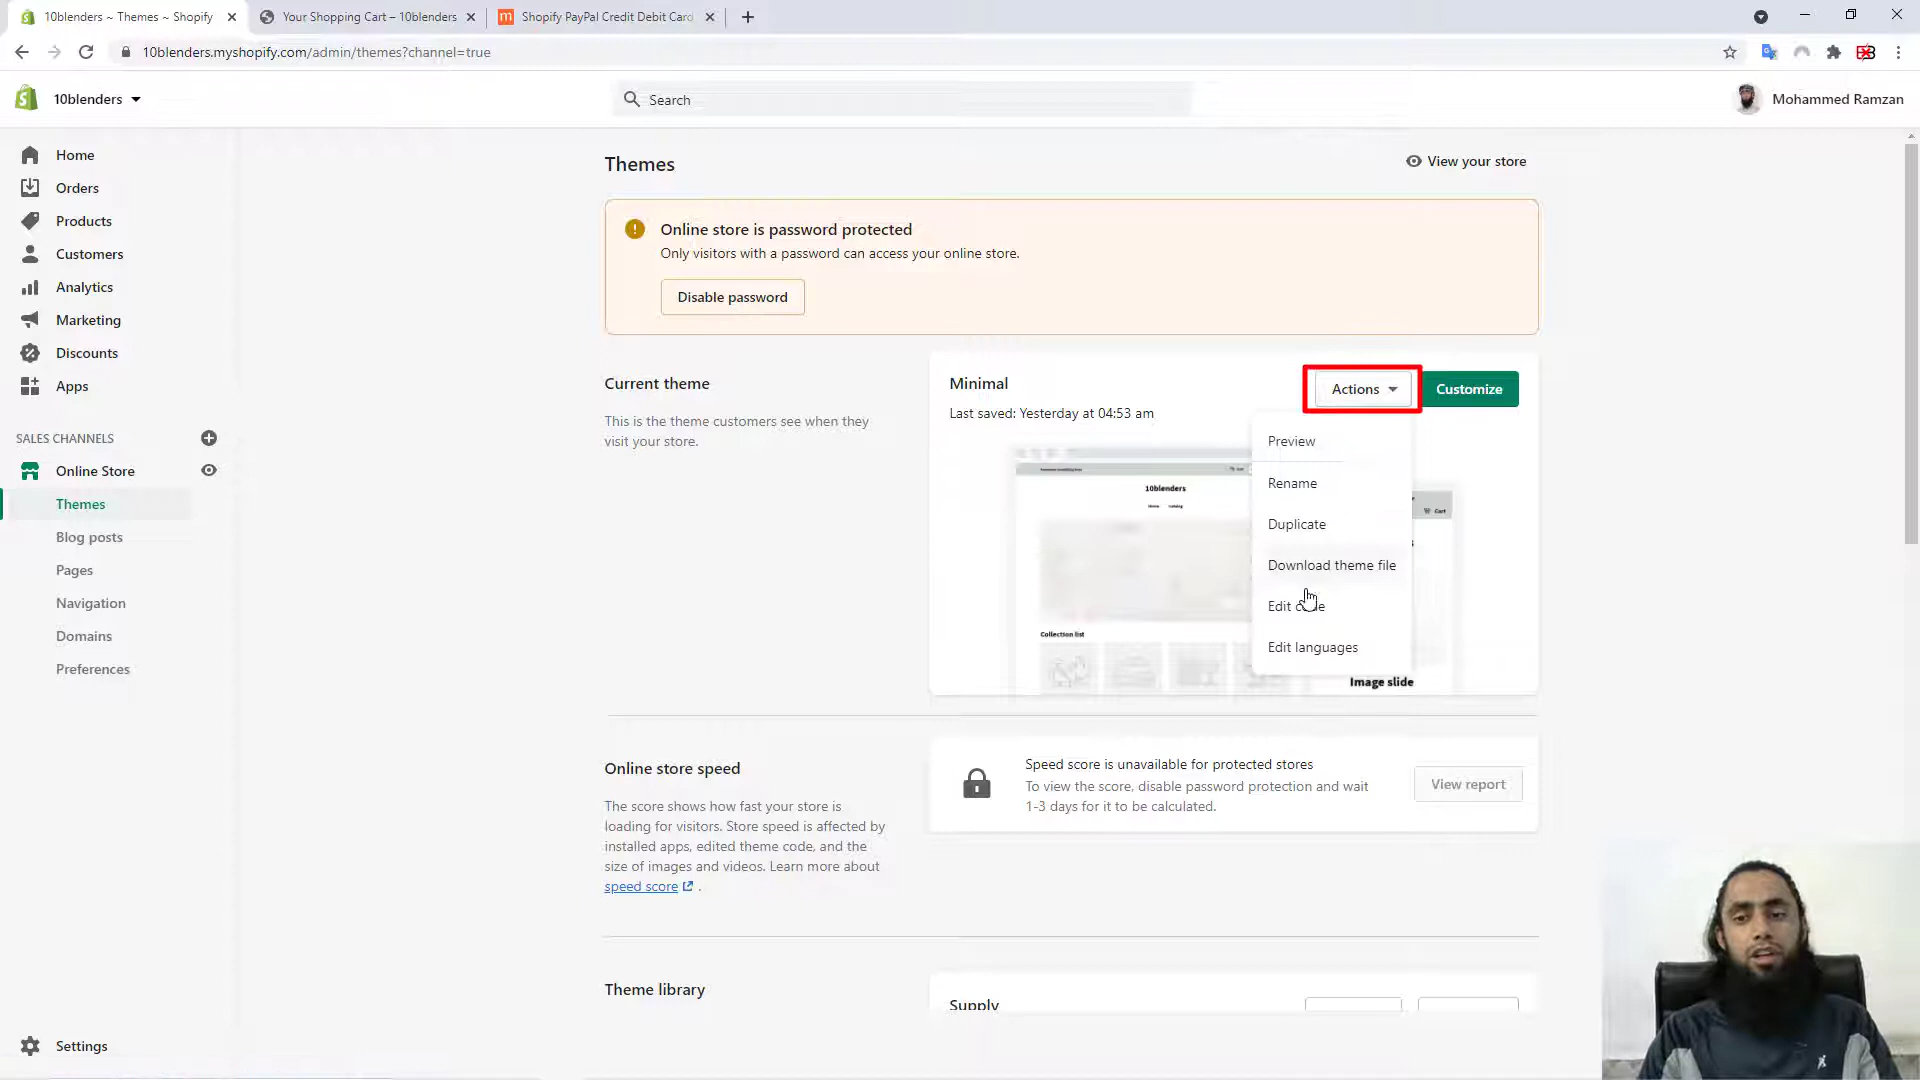 10blenders ~ Themes ~ Shopify
Your Shopping Cart – 10blenders
Shopify PayPal Credit Debit Card
10blenders.myshopify.com/admin/themes?channel=true
10blenders
Search
Mohammed Ramzan
Home
Orders
Products
Customers
Analytics
Marketing
Discounts
Apps
SALES CHANNELS
Online Store
Themes
Blog posts
Pages
Navigation
Domains
Preferences
Settings
Themes
View your store
Online store is password protected
Only visitors with a password can access your online store.
Disable password
Current theme
This is the theme customers see when they
visit your store.
Minimal
Last saved: Yesterday at 04:53 am
Actions
Customize
Preview
Rename
Duplicate
Download theme file
Edit code
Edit languages
10blenders
Home
Catalog
Collection list
Cart
Image slide
Online store speed
The score shows how fast your store is
loading for visitors. Store speed is affected by
installed apps, edited theme code, and the
size of images and videos. Learn more about
speed score .
Speed score is unavailable for protected stores
To view the score, disable password protection and wait
1-3 days for it to be calculated.
View report
Theme library
Supply